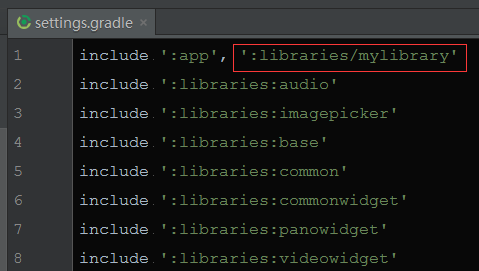 settings.gradle ×
1 include ':app', ':libraries/mylibrary'
2 include ':libraries:audio'
3 include ':libraries:imagepicker'
4 include ':libraries:base'
5 include ':libraries:common'
6 include ':libraries:commonwidget'
7 include ':libraries:panowidget'
8 include ':libraries:videowidget'